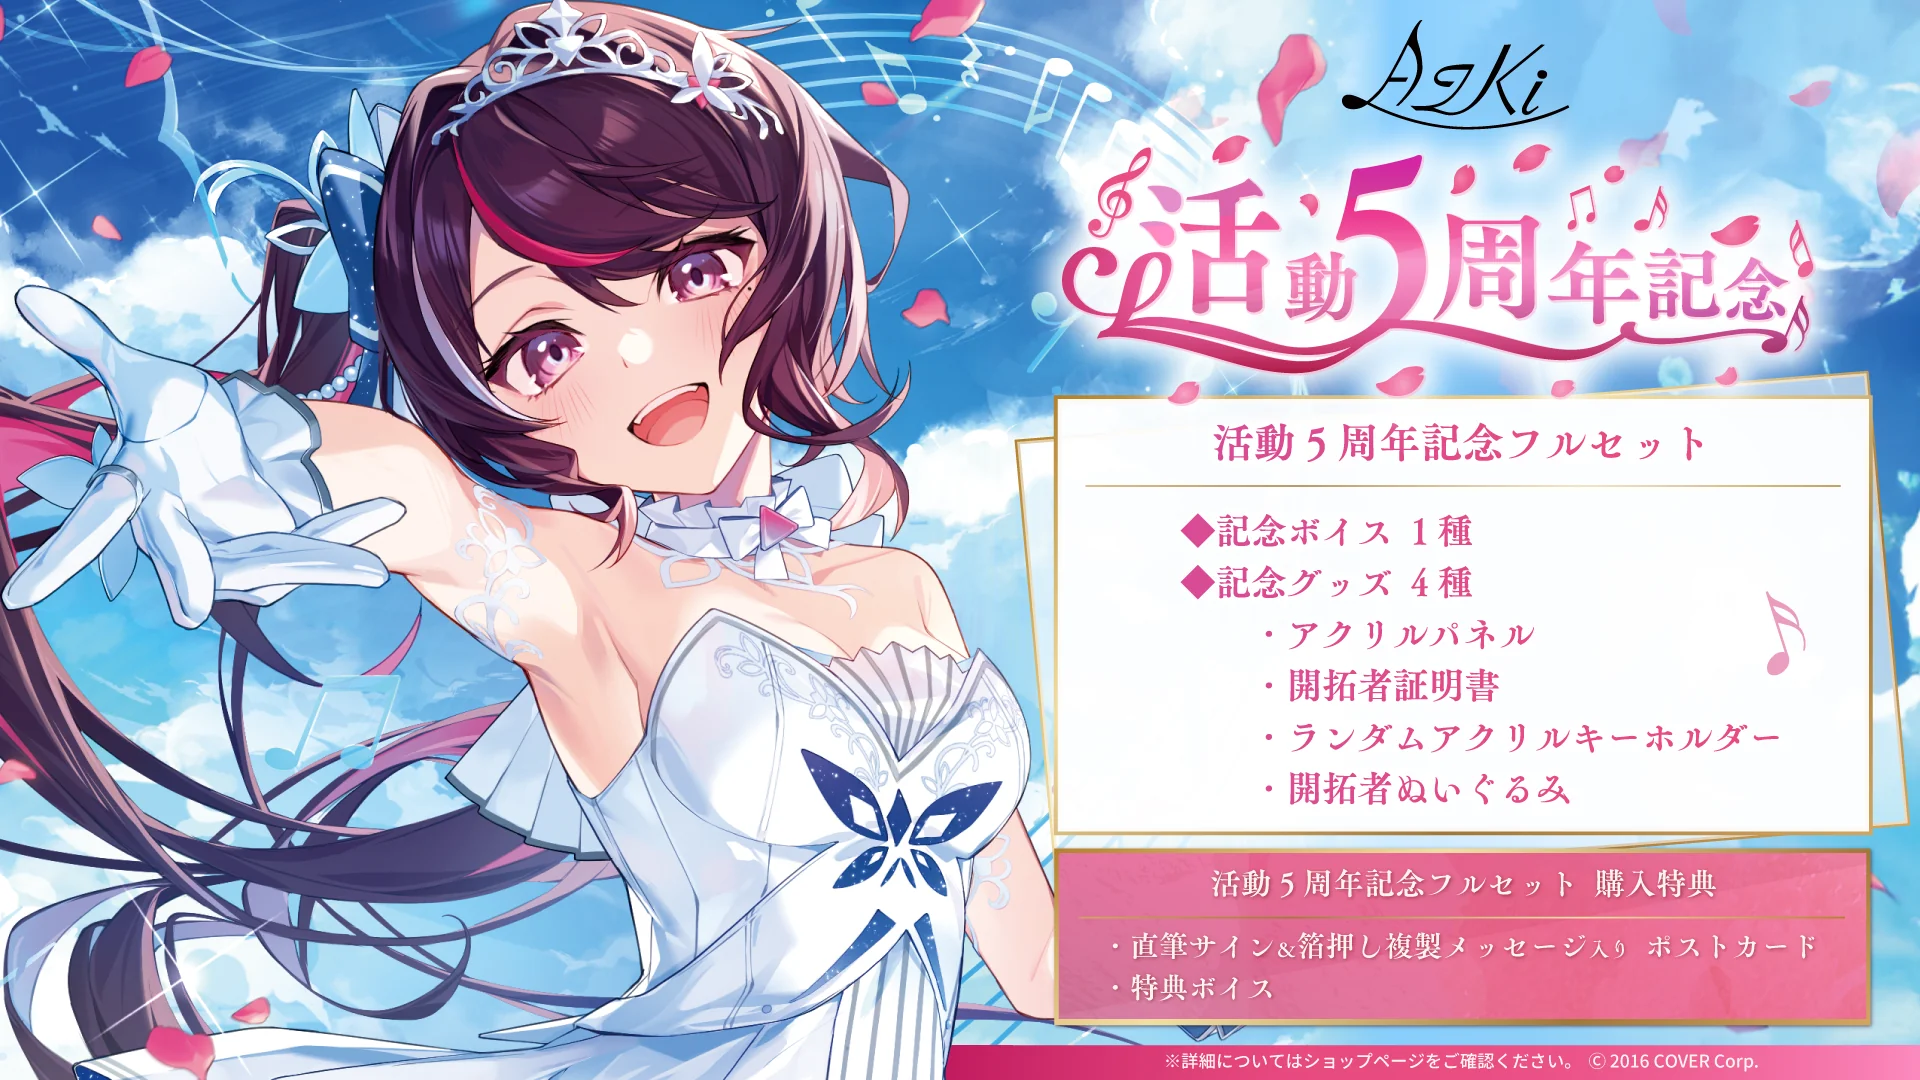 AZKi
活動5周年記念
活動5周年記念フルセット
◆記念ボイス 1種
◆記念グッズ 4種
・アクリルパネル
・開拓者証明書
・ランダムアクリルキーホルダー
・開拓者ぬいぐるみ
活動5周年記念フルセット 購入特典
・直筆サイン&箔押し複製メッセージ入り ポストカード
・特典ボイス
※詳細についてはショップページをご確認ください。 © 2016 COVER Corp.